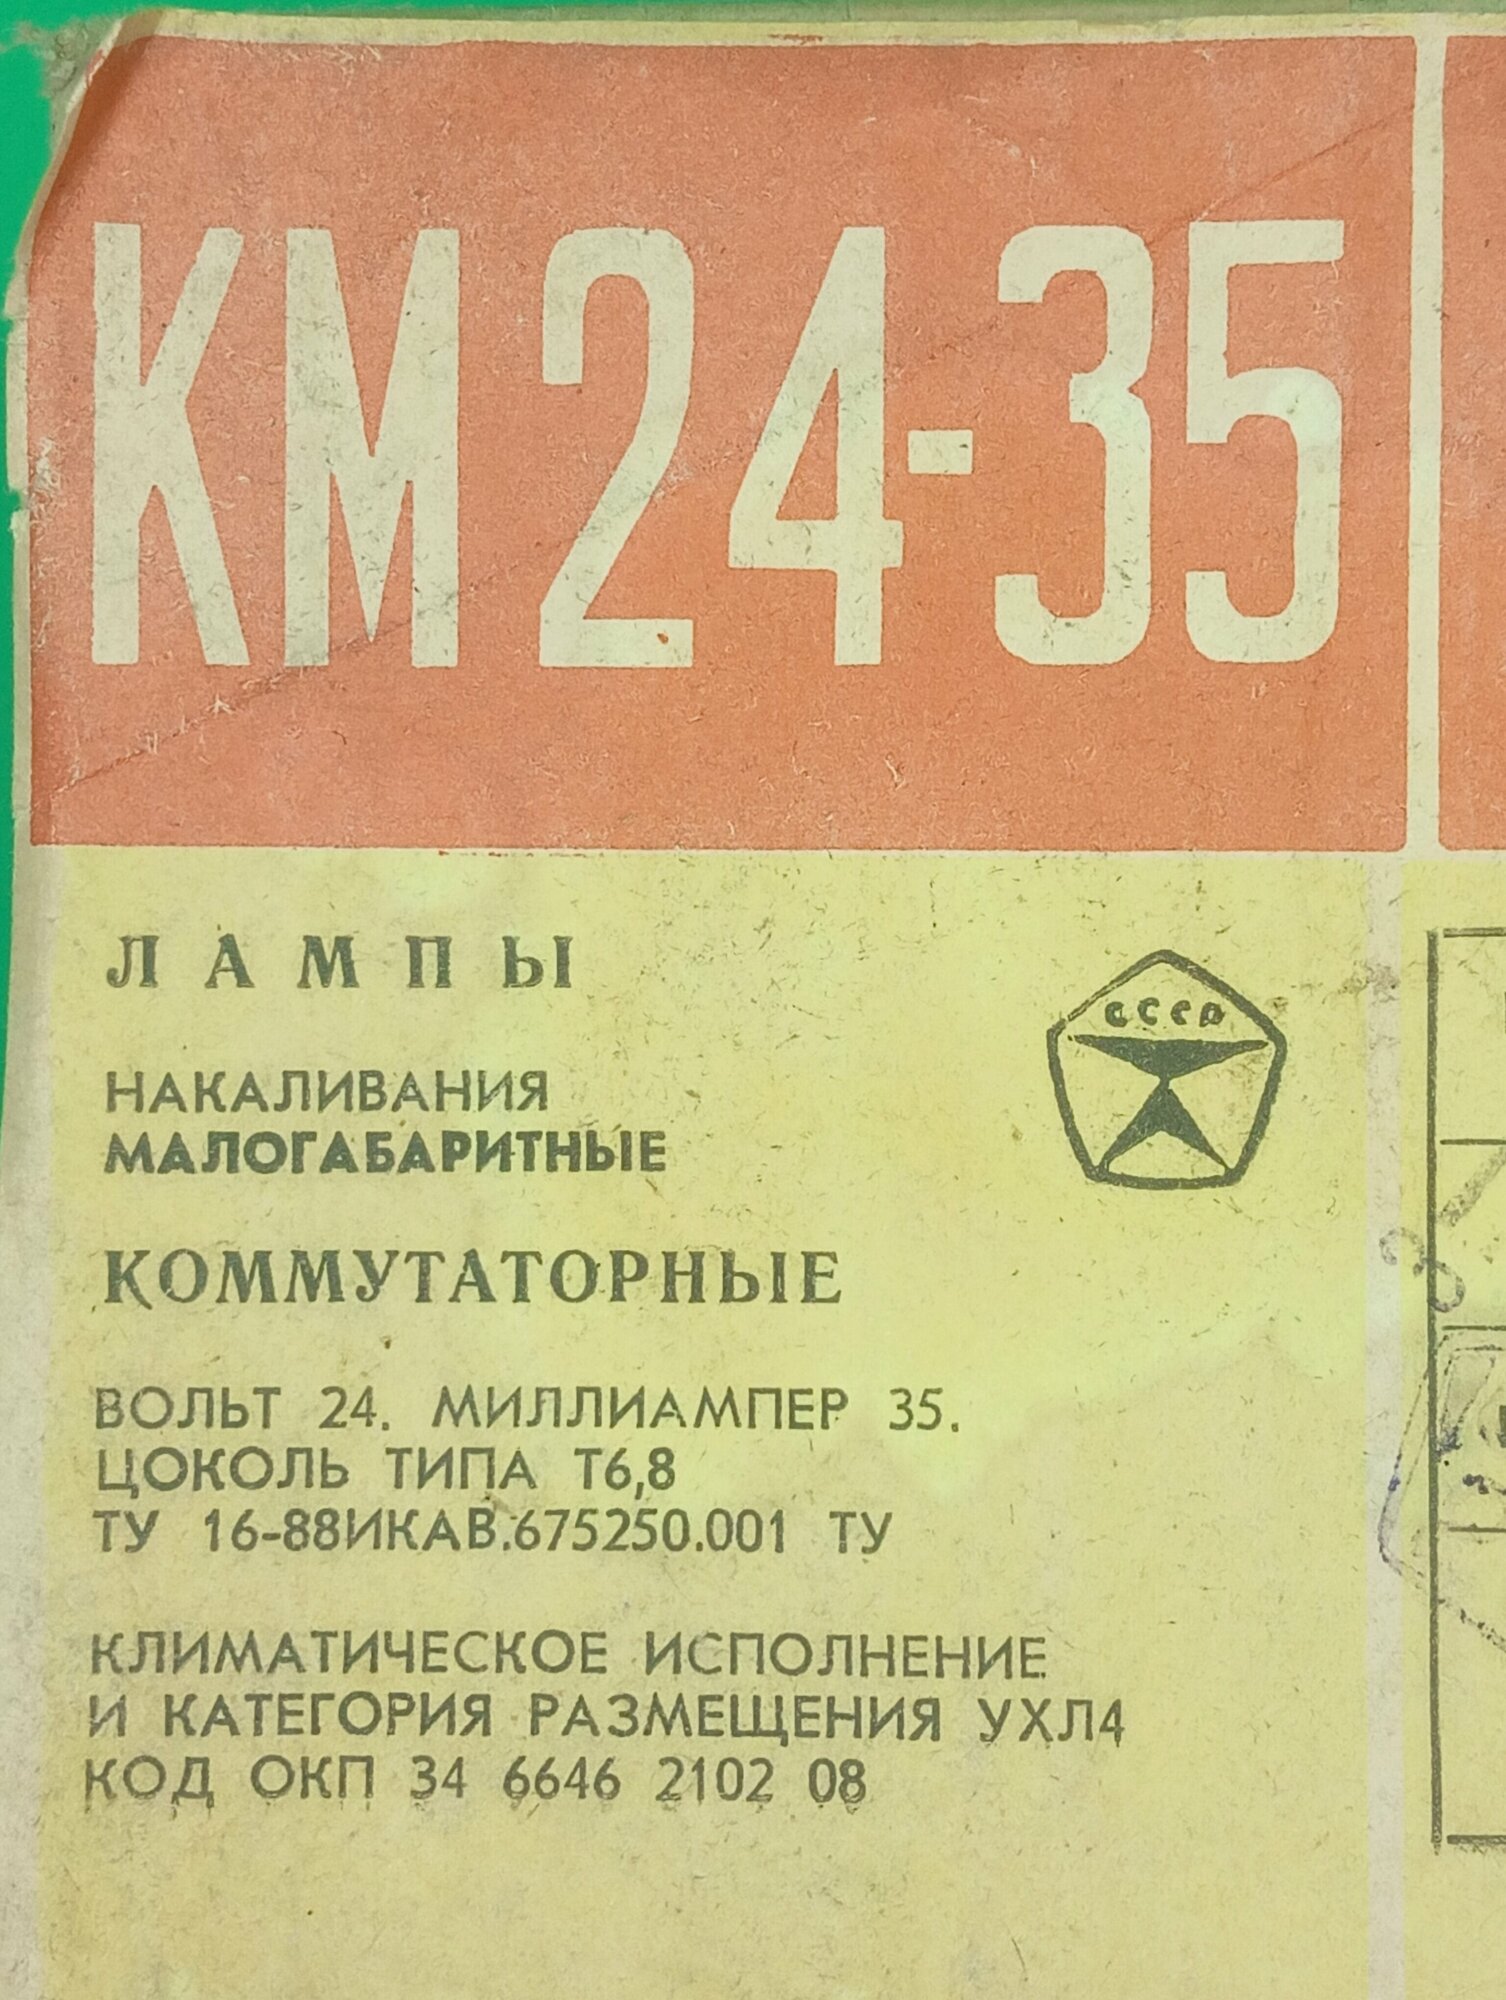 КМ 24-35
ЛАМПЫ
СССР
НАКАЛИВАНИЯ
МАЛОГАБАРИТНЫЕ
КОММУТАТОРНЫЕ
ВОЛЬТ 24. МИЛЛИАМПЕР 35.
ЦОКОЛЬ ТИПА Т6,8
ТУ 16-88ИКАВ.675250.001 ТУ
КЛИМАТИЧЕСКОЕ ИСПОЛНЕНИЕ
И КАТЕГОРИЯ РАЗМЕЩЕНИЯ УХЛ4
КОД ОКП 34 6646 2102 08